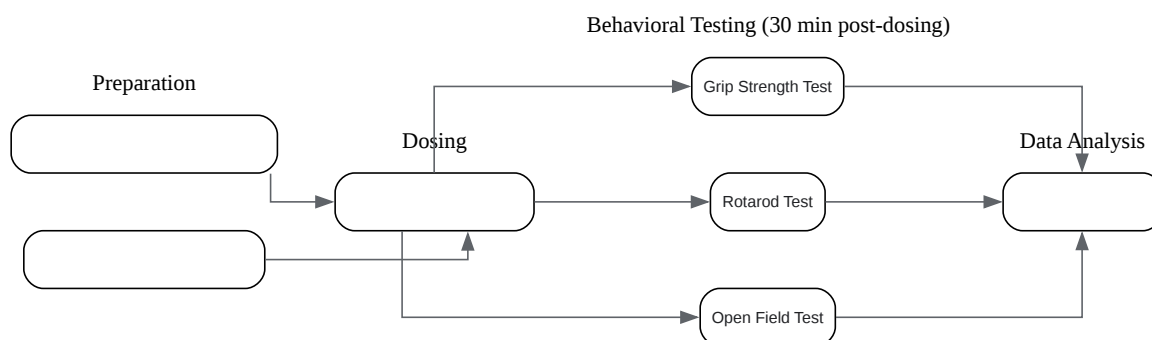 Behavioral Testing (30 min post-dosing)
Preparation
Grip Strength Test
Dosing
Data Analysis
Rotarod Test
Open Field Test